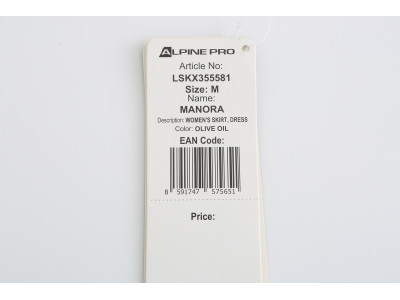 ALPINE PRO
Article No:
LSKX355581
Size: M
Name:
MANORA
Description: WOMEN'S SKIRT, DRESS
Color: OLIVE OIL
EAN Code:
8 591747 575651
Price: